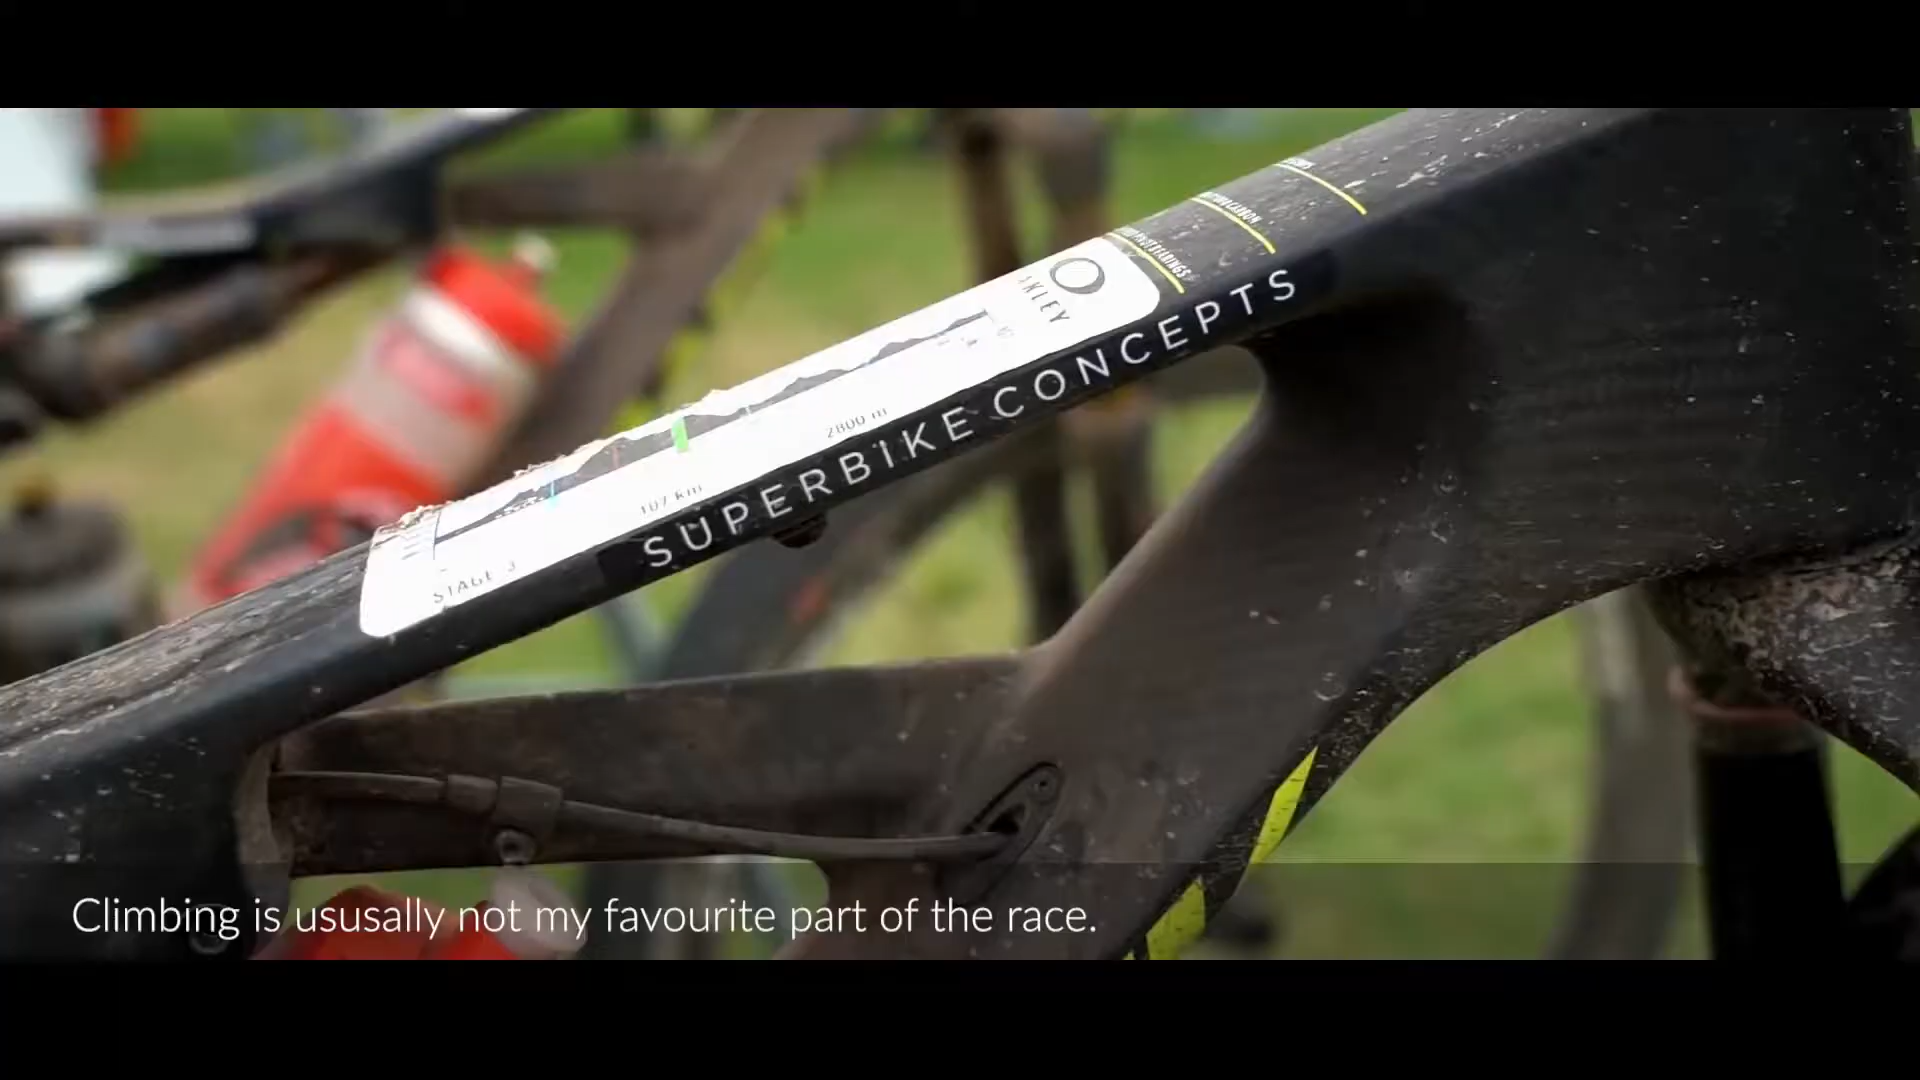 STAGE 3
107 km
2800 m
SUPERBIKE CONCEPTS
Climbing is ususally not my favourite part of the race.